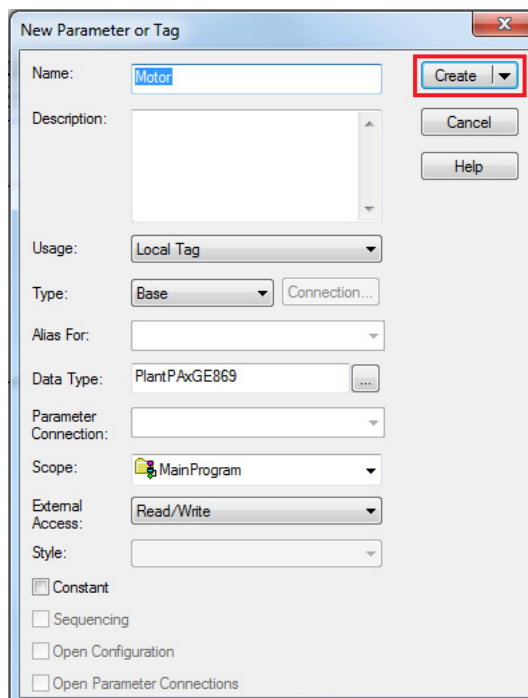 New Parameter or Tag
Name: Motor Create
Description: Cancel
Help
Usage: Local Tag
Type: Base Connection...
Alias For:
Data Type: PlantPAxGE869 ...
Parameter
Connection:
Scope: MainProgram
External
Access: Read/Write
Style:
Constant
Sequencing
Open Configuration
Open Parameter Connections